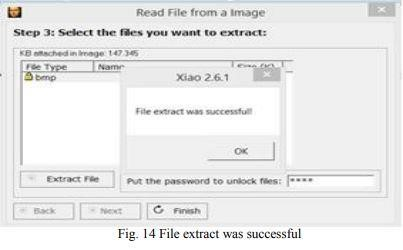 Read File from a Image
Step 3: Select the files you want to extract:
KB attached in Image: 147.345
File Type Name Size (K)
bmp
Xiao 2.6.1
File extract was successful!
OK
Extract File
Put the password to unlock files: ****
Back Next Finish
Fig. 14 File extract was successful